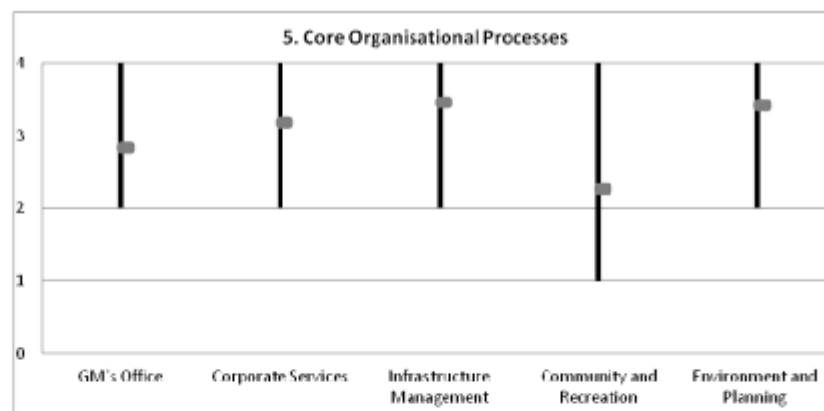 5. Core Organisational Processes
4
3
2
1
0
GM's Office
Corporate Services
Infrastructure
Management
Community and
Recreation
Environment and
Planning